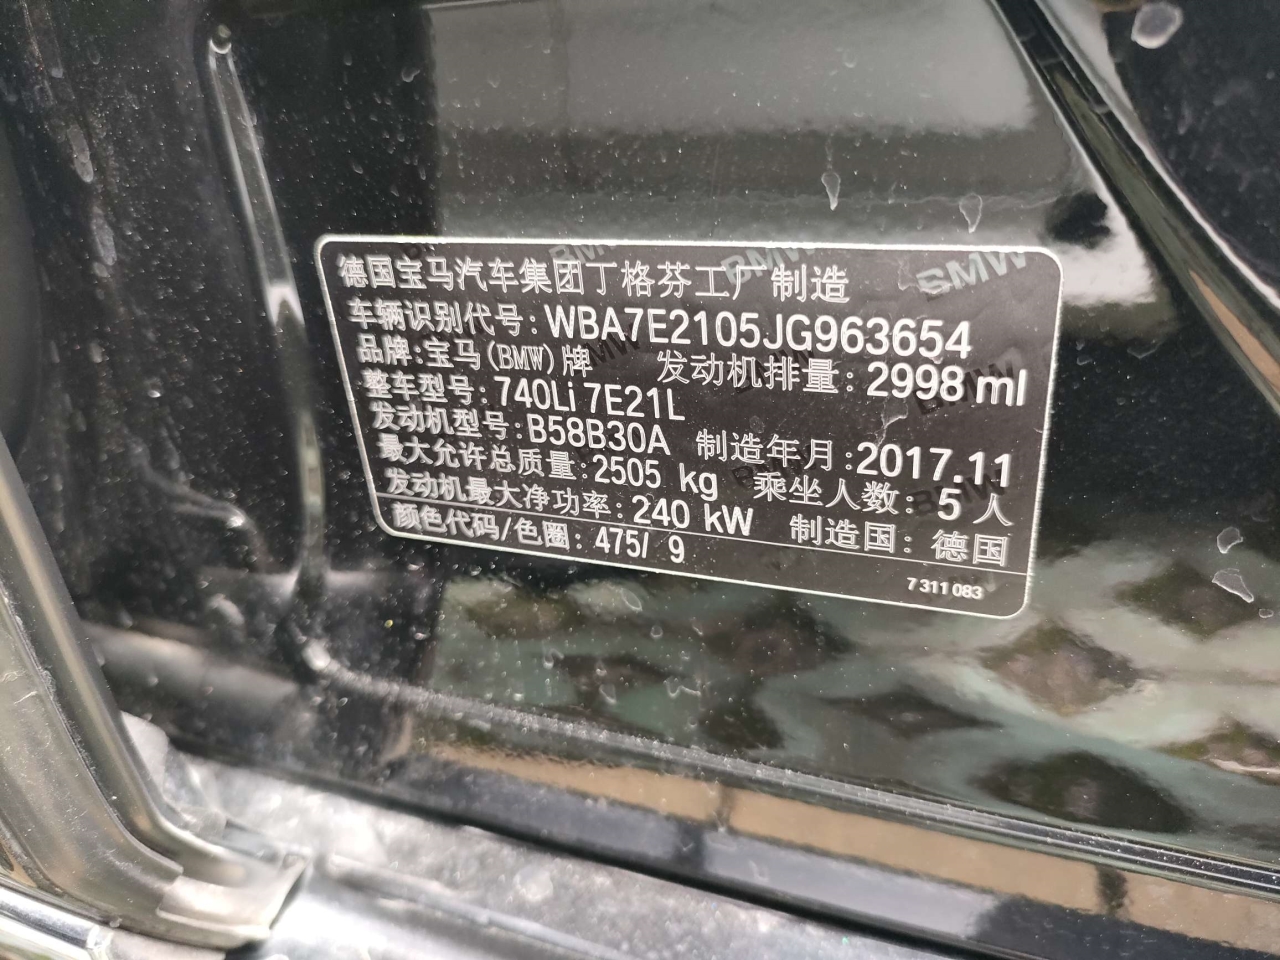 德国宝马汽车集团丁格芬工厂 制造
车辆识别代号: WBA7E2105JG963654
品牌:宝马(BMW)牌 发动机排量: 2998 ml
整车型号: 740Li 7E21L
发动机型号: B58B30A 制造年月: 2017.11
最大允许总质量: 2505 kg 乘坐人数: 5 人
发动机最大净功率: 240 kW 制造国: 德国
颜色代码/色圈: 475/ 9
7 311 083